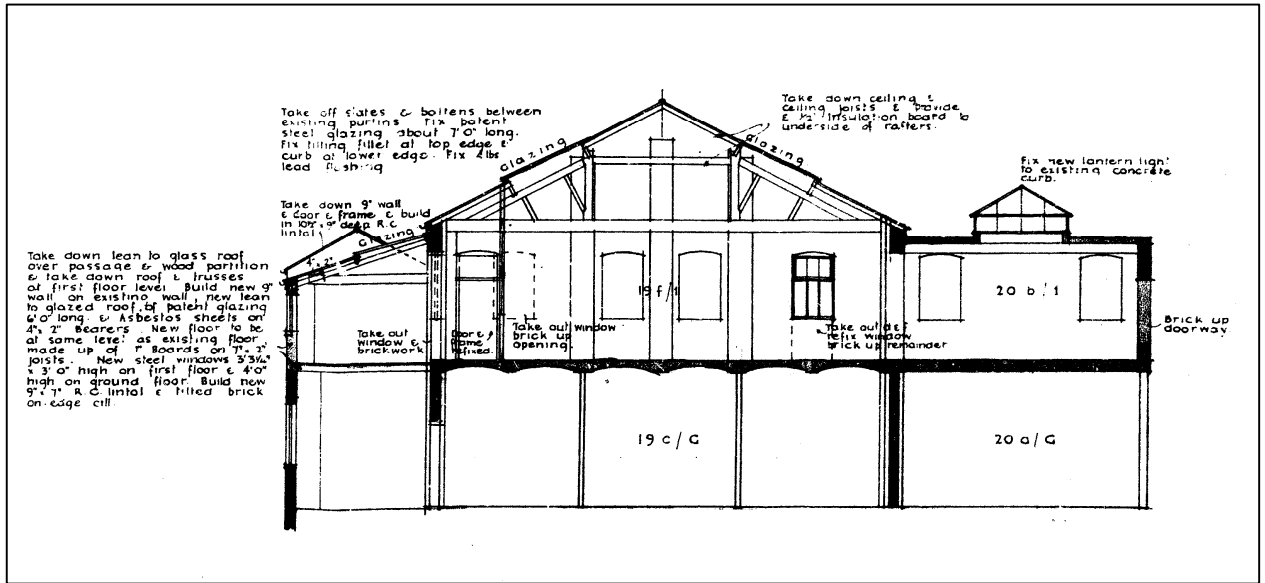 Take off slates & battens between
existing purlins Fix patent
steel glazing about 7'0" long.
Fix tilting fillet at top edge &
curb at lower edge. Fix 4lbs
lead flashing
Take down ceiling &
ceiling joists & provide
& ½" Insulation board to
underside of rafters.
Glazing
Glazing
Fix new lantern light
to existing concrete
curb.
Take down 9" wall
& door & frame & build
in 10½" x 9" deep R.C.
lintol
Glazing
4" x 2"
Take down lean to glass roof
over passage & wood partition
& take down roof & trusses
at first floor level Build new 9"
wall on existing wall, new lean
to glazed roof, of patent glazing
6'0" long. & Asbestos sheets on
4" x 2" Bearers. New floor to be
at same level as existing floor
made up of 1" Boards on 7" x 2"
joists. New steel windows
x 3'0" high on first floor & 4'0"
high on ground floor. Build new
9" x 7" R.C. lintol & tilted brick
on edge cill.
19 f/1
20 b/1
Take out
window &
brickwork
Door &
frame
refixed.
Take out window
brick up
opening.
Take out &
refix window
brick up remainder
Brick up
doorway.
19 c/G
20 a/G